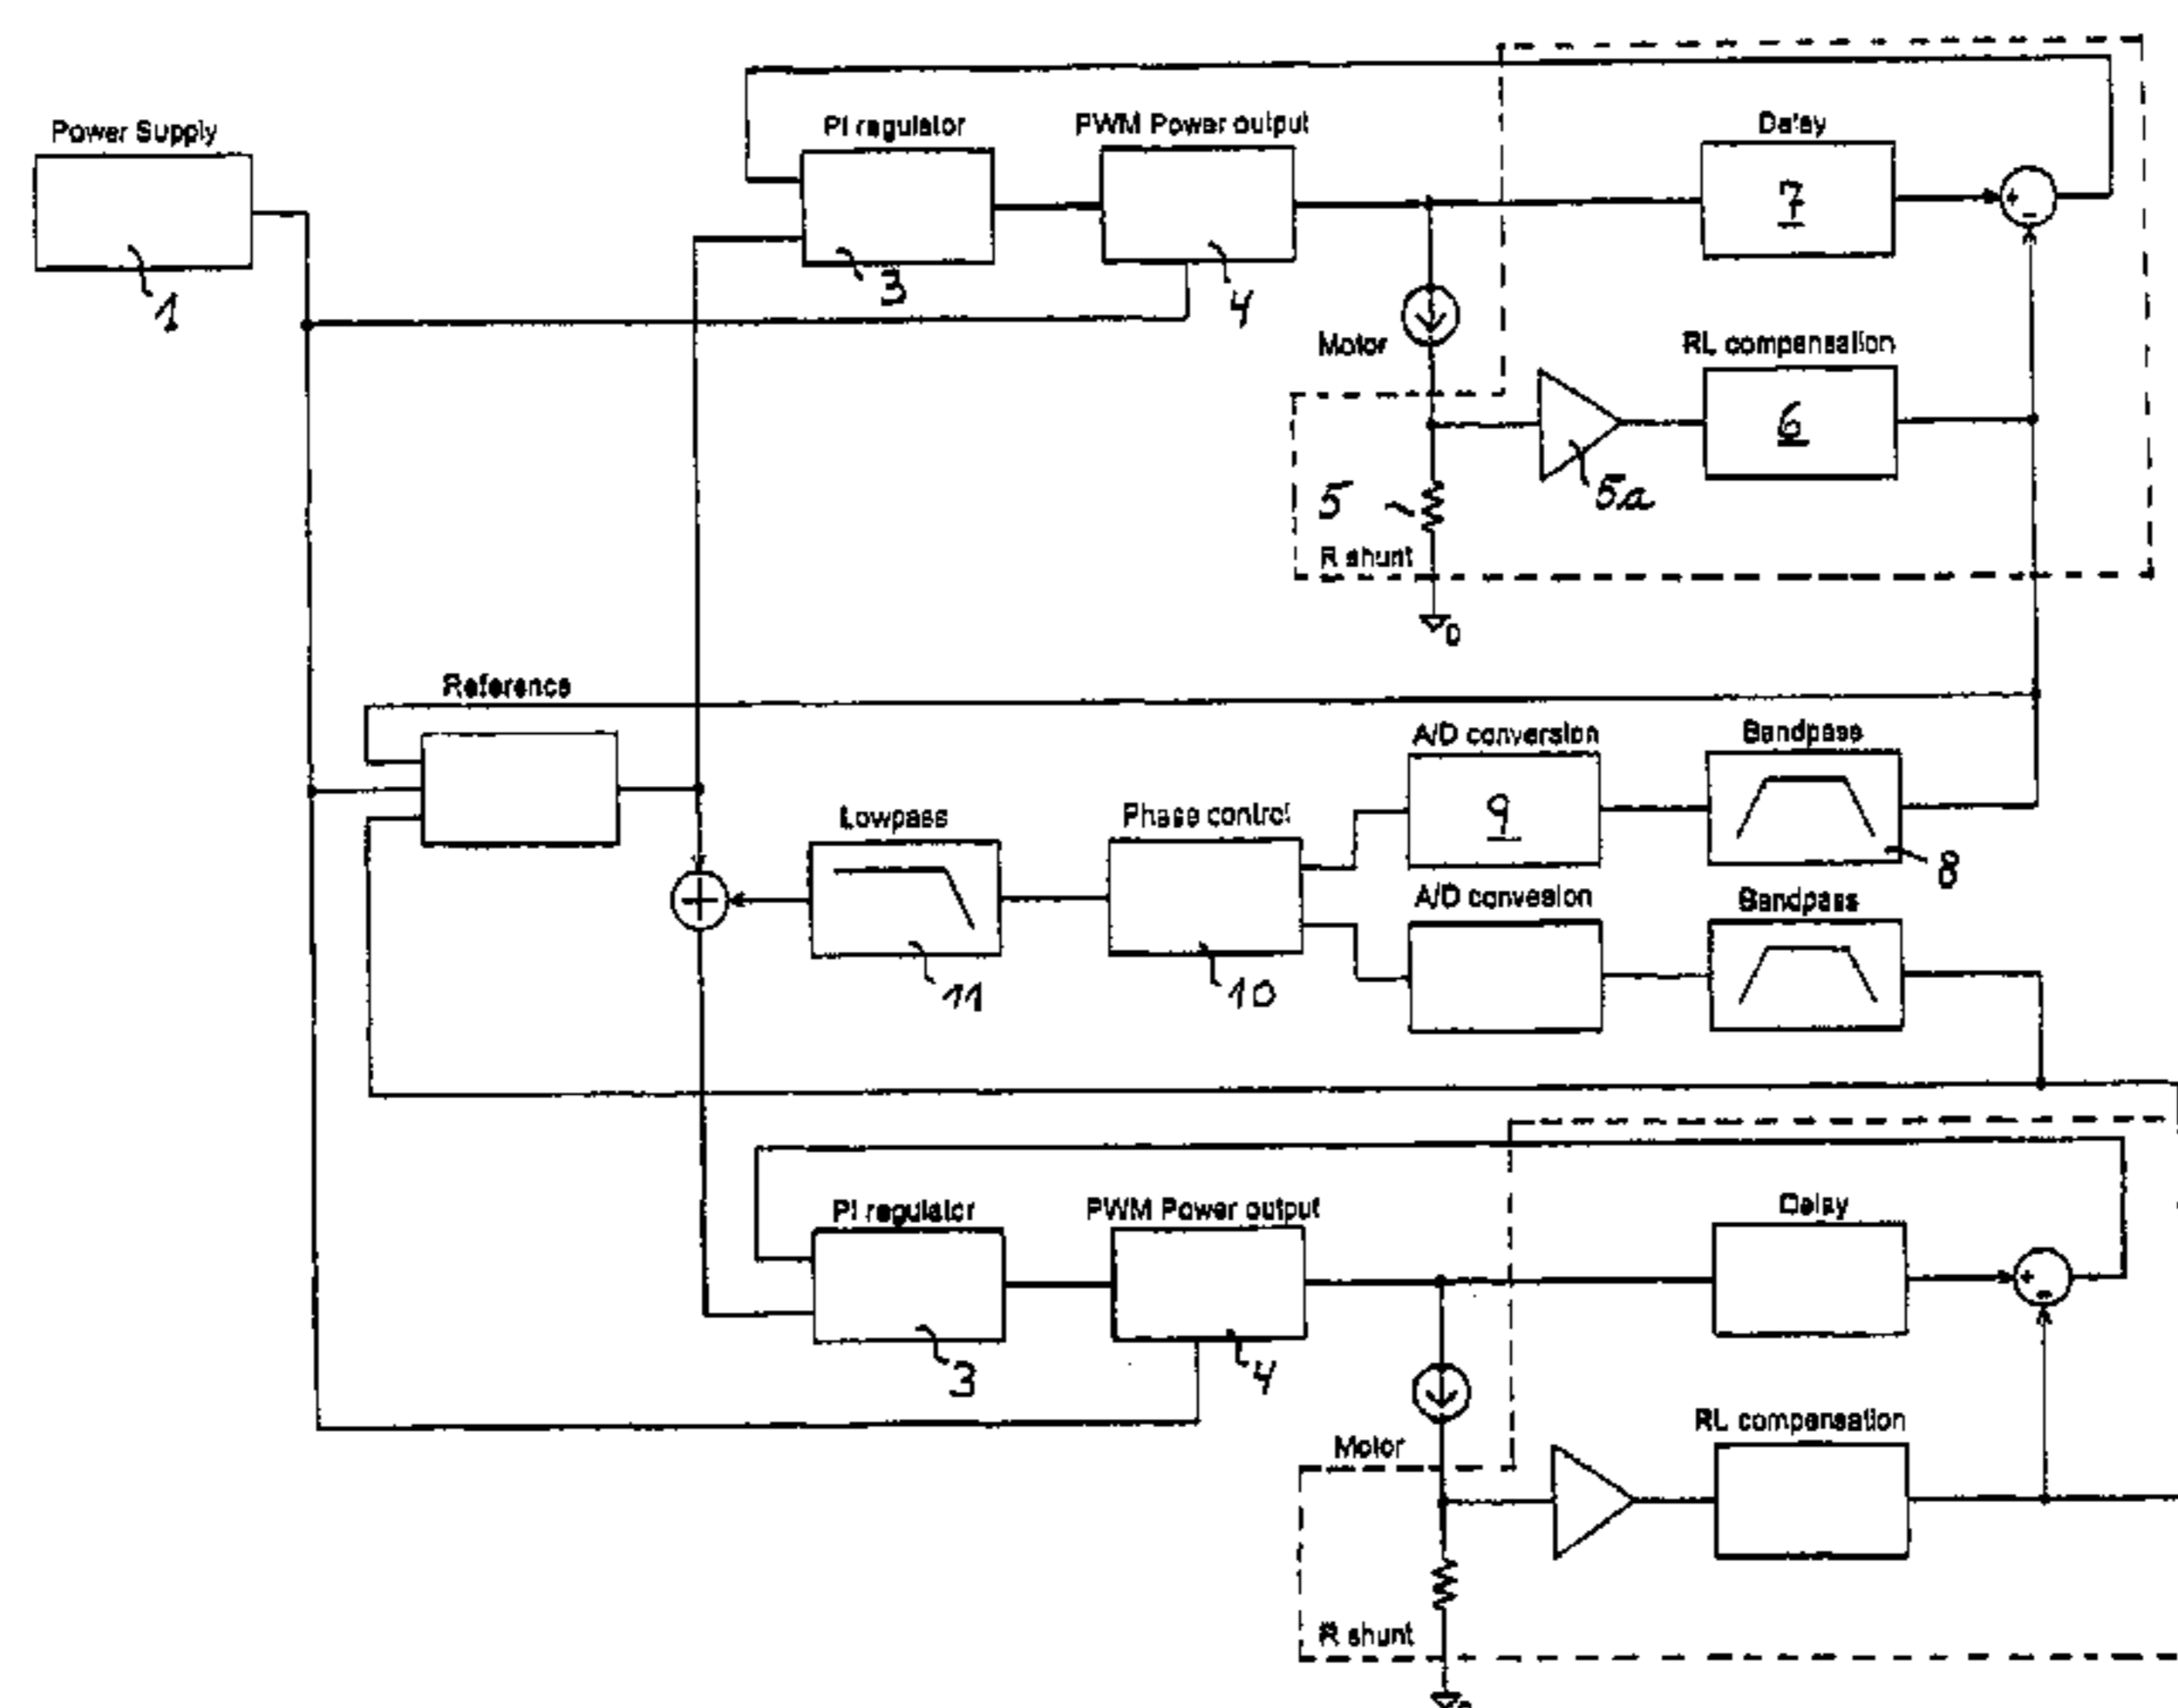 Power Supply
PI regulator
PWM Power output
Delay
7
+
-
1
3
4
Motor
RL compensation
6
5
5a
R shunt
0
Reference
A/D conversion
Bandpass
9
8
Lowpass
Phase control
A/D convesion
Bandpass
11
10
PI regulator
PWM Power output
Delay
+
-
3
4
Motor
RL compensation
R shunt